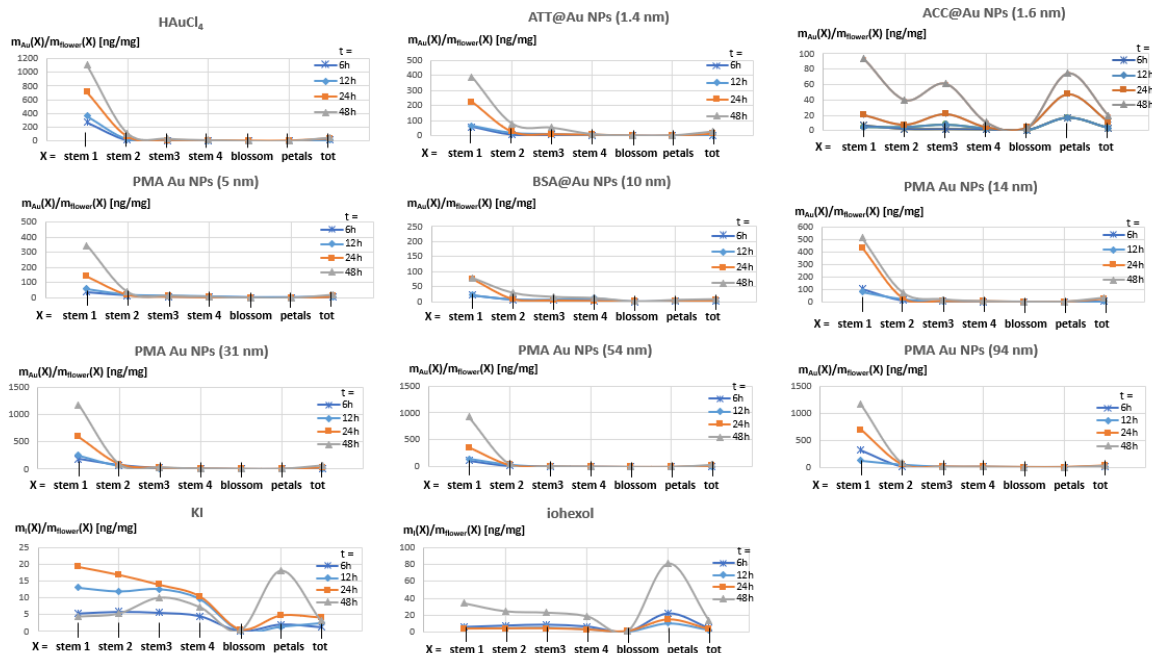 HAuCl4
mAu(X)/mflower(X) [ng/mg]
t =
1200
1000
800
600
400
200
0
6h
12h
24h
48h
X = stem 1 stem 2 stem3 stem 4 blossom petals tot
ATT@Au NPs (1.4 nm)
mAu(X)/mflower(X) [ng/mg]
t =
500
400
300
200
100
0
6h
12h
24h
48h
X = stem 1 stem 2 stem3 stem 4 blossom petals tot
ACC@Au NPs (1.6 nm)
mAu(X)/mflower(X) [ng/mg]
t =
100
80
60
40
20
0
6h
12h
24h
48h
X = stem 1 stem 2 stem3 stem 4 blossom petals tot
PMA Au NPs (5 nm)
mAu(X)/mflower(X) [ng/mg]
t =
500
400
300
200
100
0
6h
12h
24h
48h
X = stem 1 stem 2 stem3 stem 4 blossom petals tot
BSA@Au NPs (10 nm)
mAu(X)/mflower(X) [ng/mg]
t =
250
200
150
100
50
0
6h
12h
24h
48h
X = stem 1 stem 2 stem3 stem 4 blossom petals tot
PMA Au NPs (14 nm)
mAu(X)/mflower(X) [ng/mg]
t =
600
500
400
300
200
100
0
6h
12h
24h
48h
X = stem 1 stem 2 stem3 stem 4 blossom petals tot
PMA Au NPs (31 nm)
mAu(X)/mflower(X) [ng/mg]
t =
1500
1000
500
0
6h
12h
24h
48h
X = stem 1 stem 2 stem3 stem 4 blossom petals tot
PMA Au NPs (54 nm)
mAu(X)/mflower(X) [ng/mg]
t =
1500
1000
500
0
6h
12h
24h
48h
X = stem 1 stem 2 stem3 stem 4 blossom petals tot
PMA Au NPs (94 nm)
mAu(X)/mflower(X) [ng/mg]
t =
1500
1000
500
0
6h
12h
24h
48h
X = stem 1 stem 2 stem3 stem 4 blossom petals tot
KI
mI(X)/mflower(X) [ng/mg]
t =
25
20
15
10
5
0
6h
12h
24h
48h
X = stem 1 stem 2 stem3 stem 4 blossom petals tot
iohexol
mI(X)/mflower(X) [ng/mg]
t =
100
80
60
40
20
0
6h
12h
24h
48h
X = stem 1 stem 2 stem3 stem 4 blossom petals tot